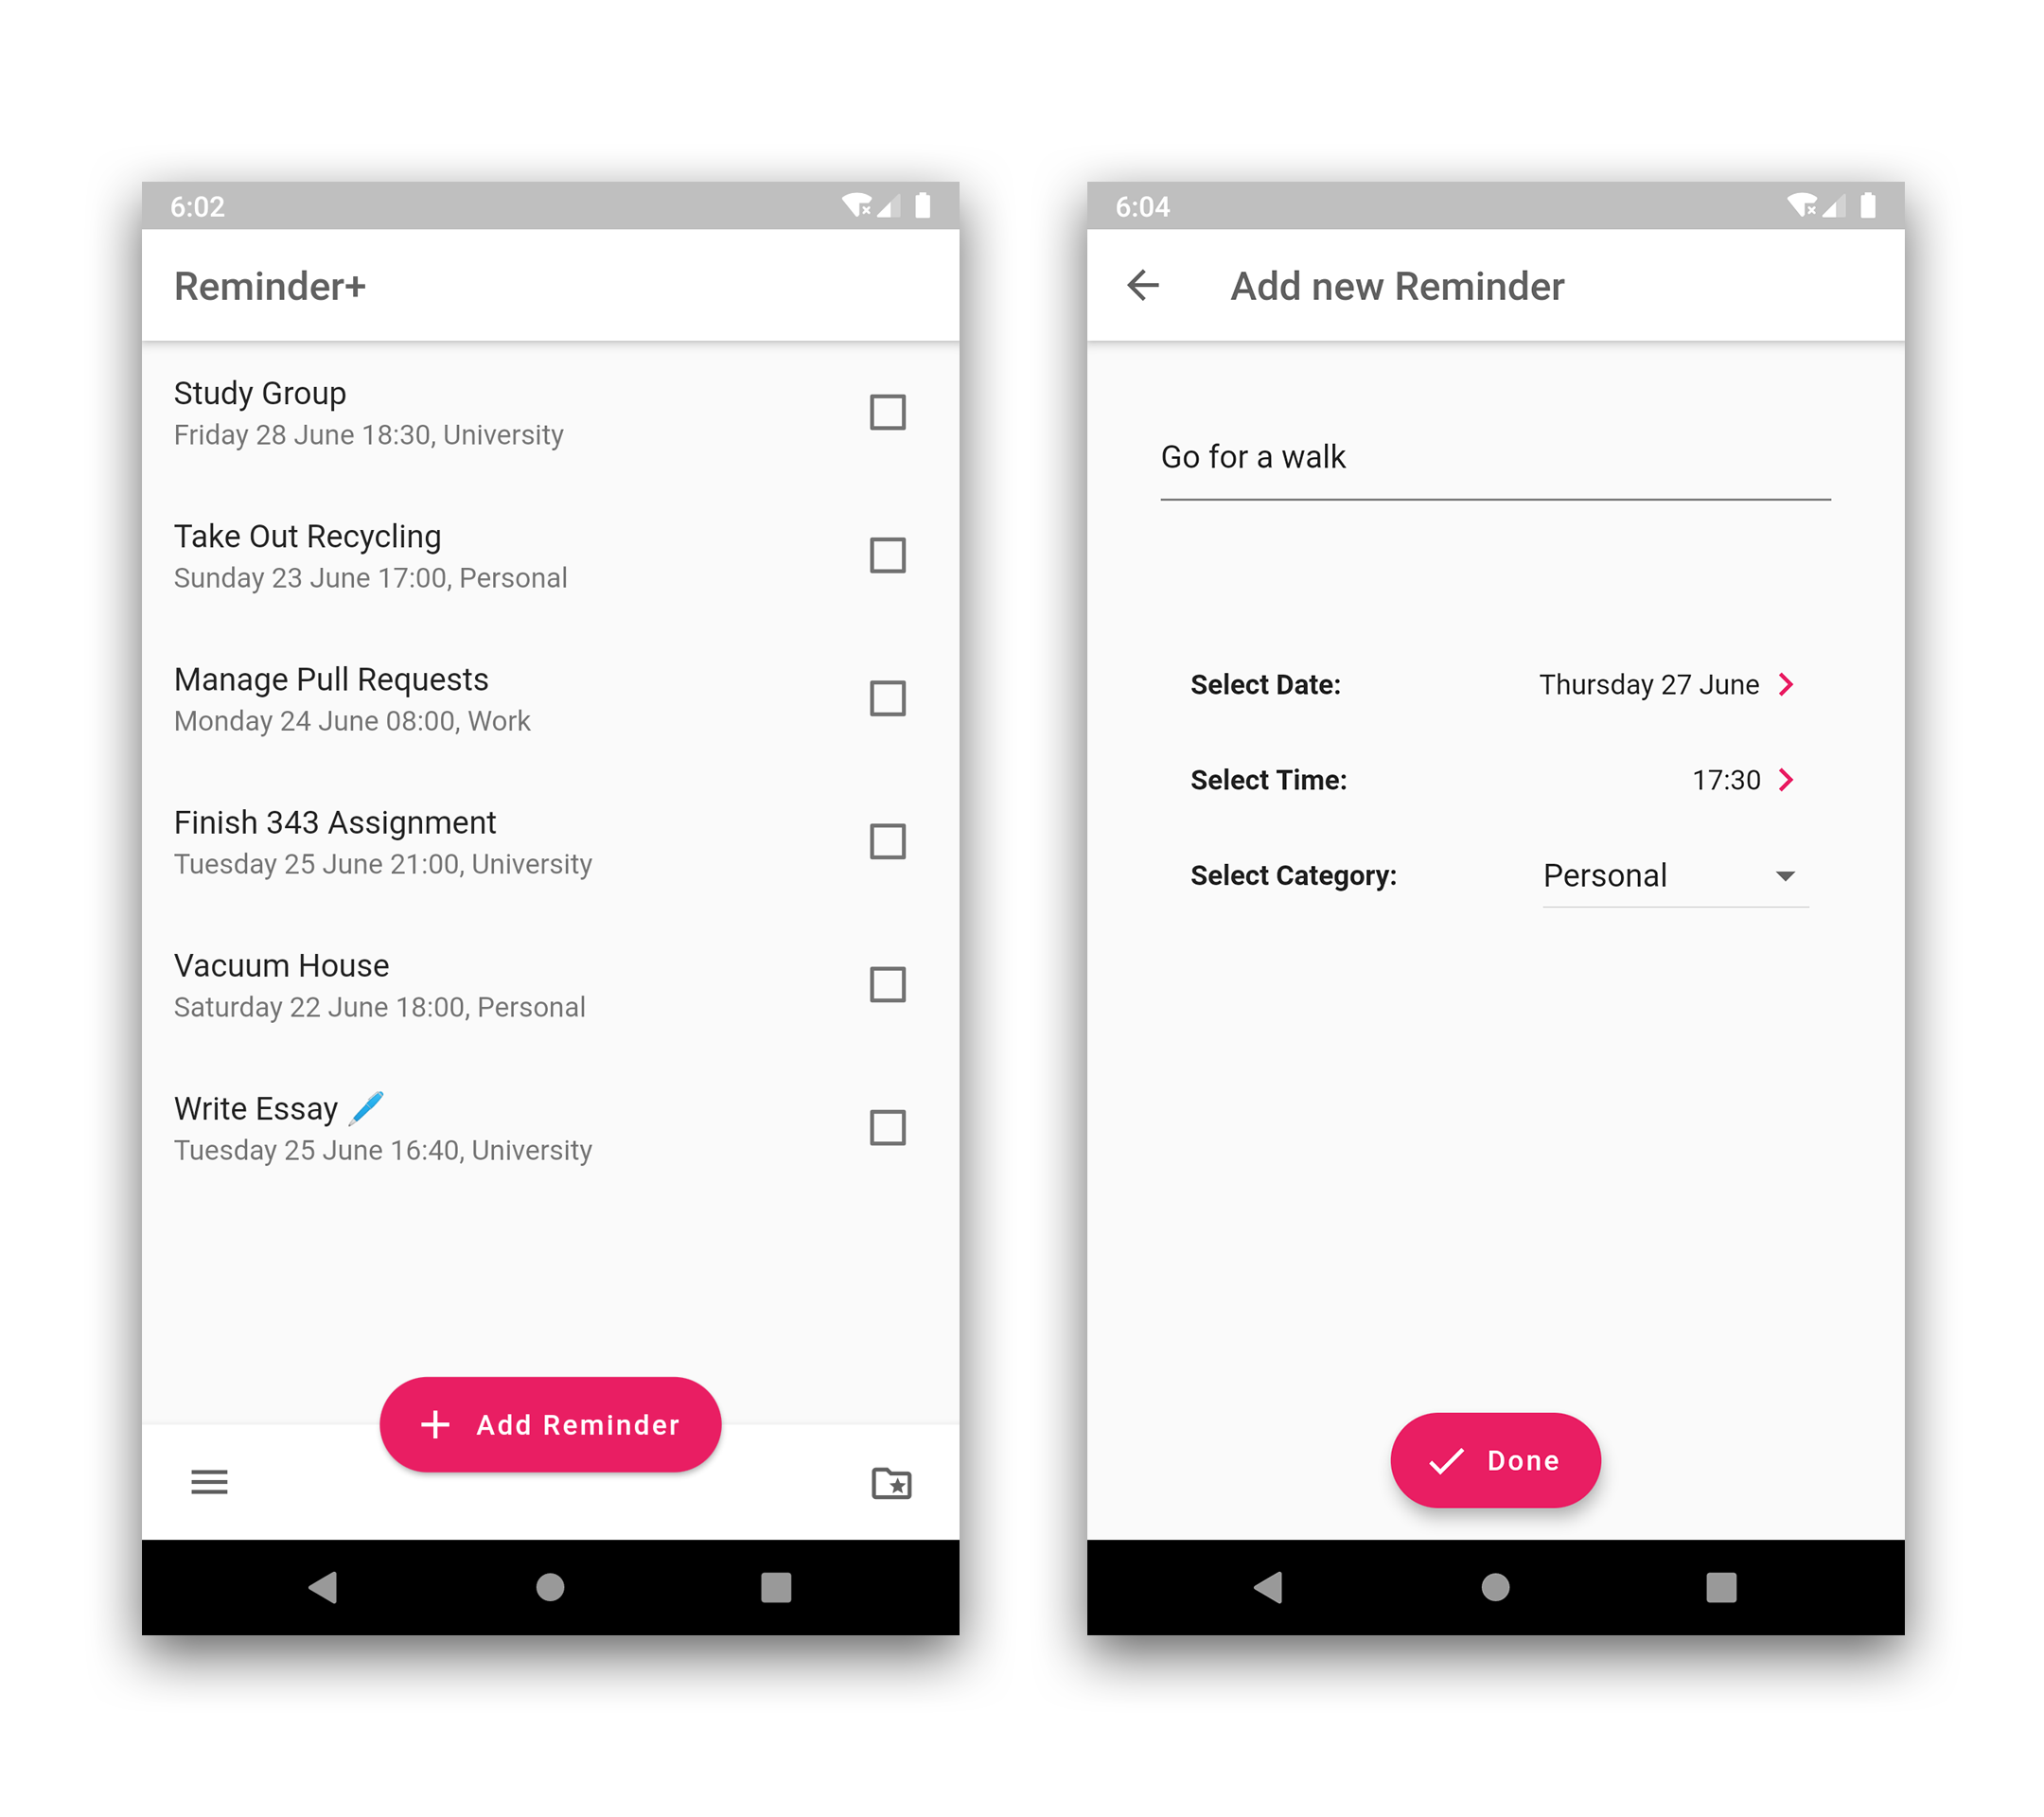 6:02
Reminder+
Study Group
Friday 28 June 18:30, University
Take Out Recycling
Sunday 23 June 17:00, Personal
Manage Pull Requests
Monday 24 June 08:00, Work
Finish 343 Assignment
Tuesday 25 June 21:00, University
Vacuum House
Saturday 22 June 18:00, Personal
Write Essay 🖊️
Tuesday 25 June 16:40, University
Add Reminder
6:04
Add new Reminder
Go for a walk
Select Date: Thursday 27 June
Select Time: 17:30
Select Category: Personal
Done